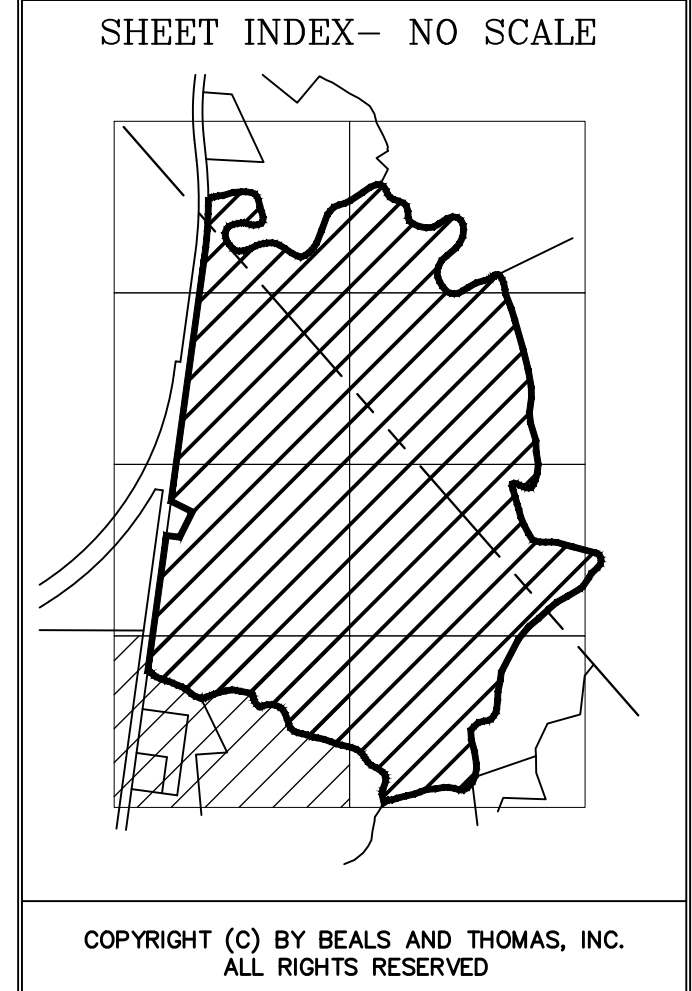 SHEET INDEX– NO SCALE
COPYRIGHT (C) BY BEALS AND THOMAS, INC.
ALL RIGHTS RESERVED